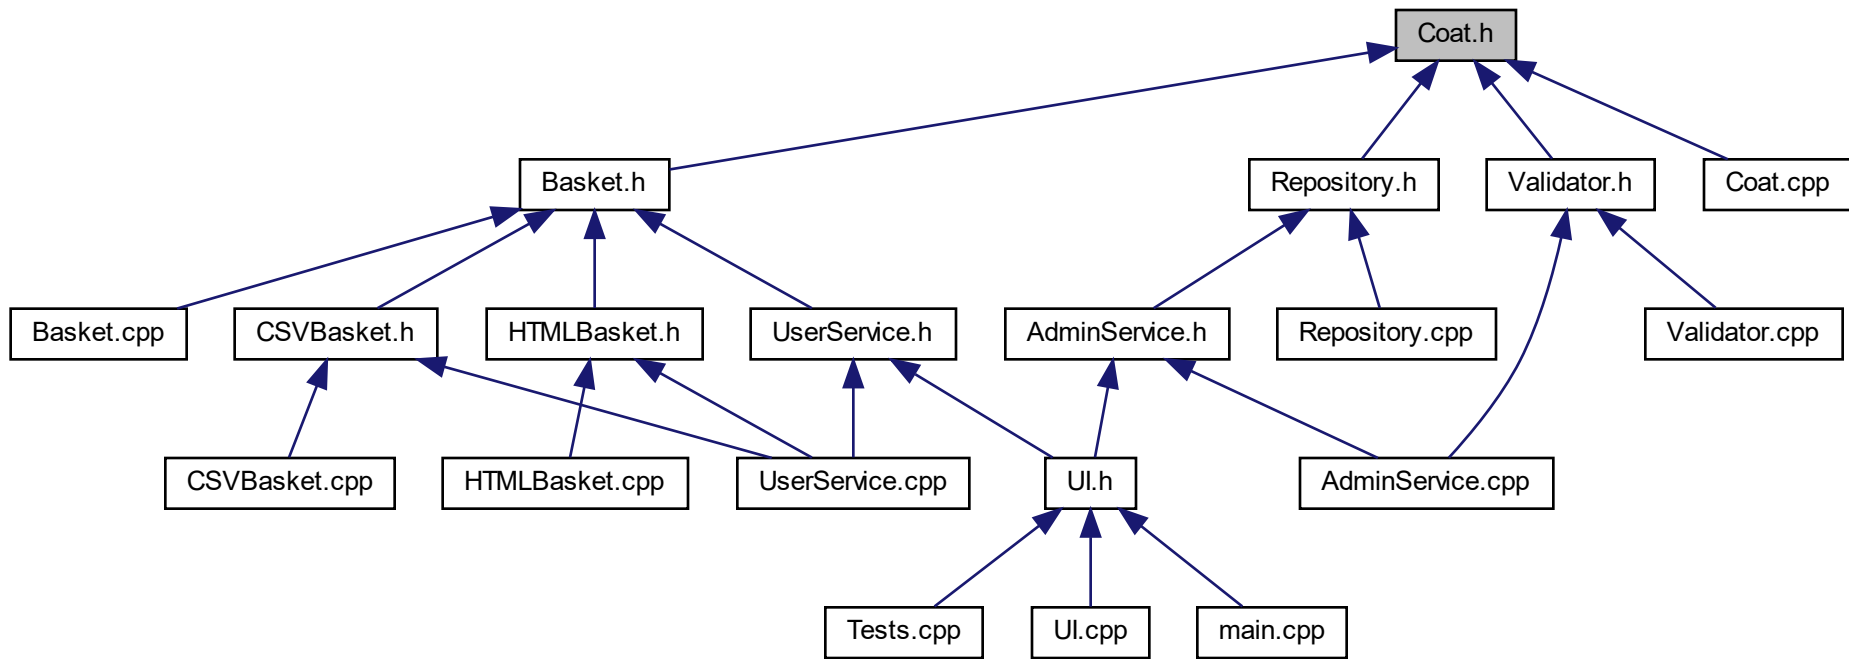 Coat.h
Basket.h
Repository.h
Validator.h
Coat.cpp
Basket.cpp
CSVBasket.h
HTMLBasket.h
UserService.h
AdminService.h
Repository.cpp
Validator.cpp
CSVBasket.cpp
HTMLBasket.cpp
UserService.cpp
UI.h
AdminService.cpp
Tests.cpp
UI.cpp
main.cpp